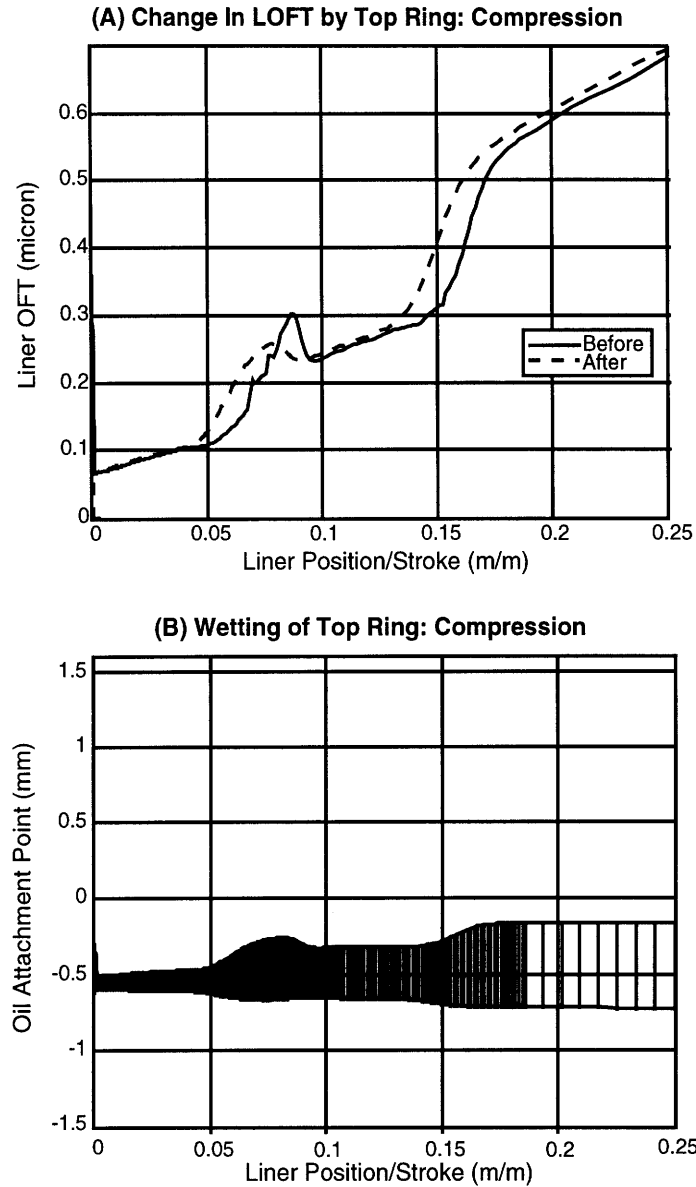 (A) Change In LOFT by Top Ring: Compression
0.6
0.5
0.4
0.3
0.2
0.1
0
Liner OFT (micron)
Before
After
0 0.05 0.1 0.15 0.2 0.25
Liner Position/Stroke (m/m)
(B) Wetting of Top Ring: Compression
1.5
1
0.5
0
-0.5
-1
-1.5
Oil Attachment Point (mm)
0 0.05 0.1 0.15 0.2 0.25
Liner Position/Stroke (m/m)